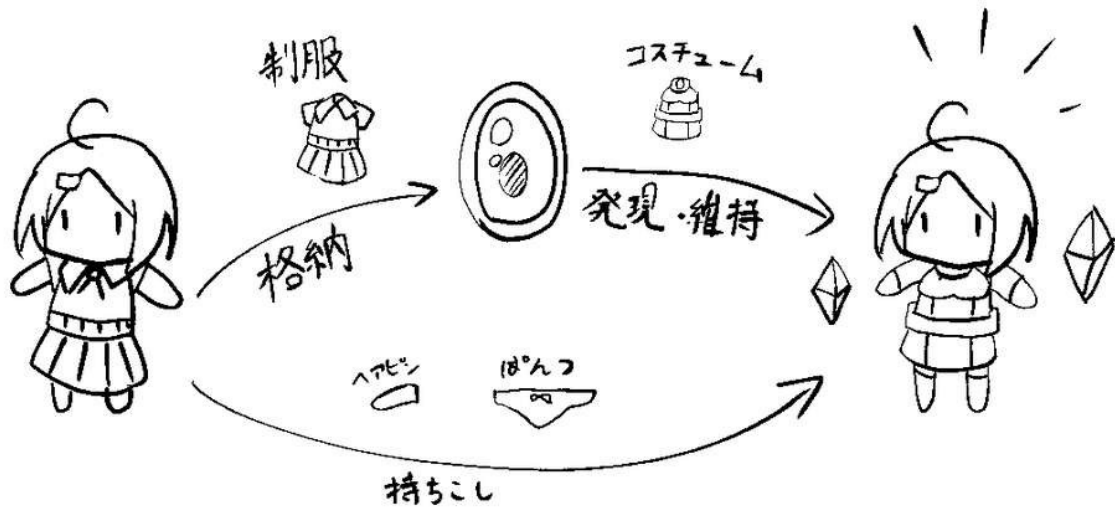 制服
コスチューム
格納
発現・維持
ヘアピン
ぱんつ
持ちこし